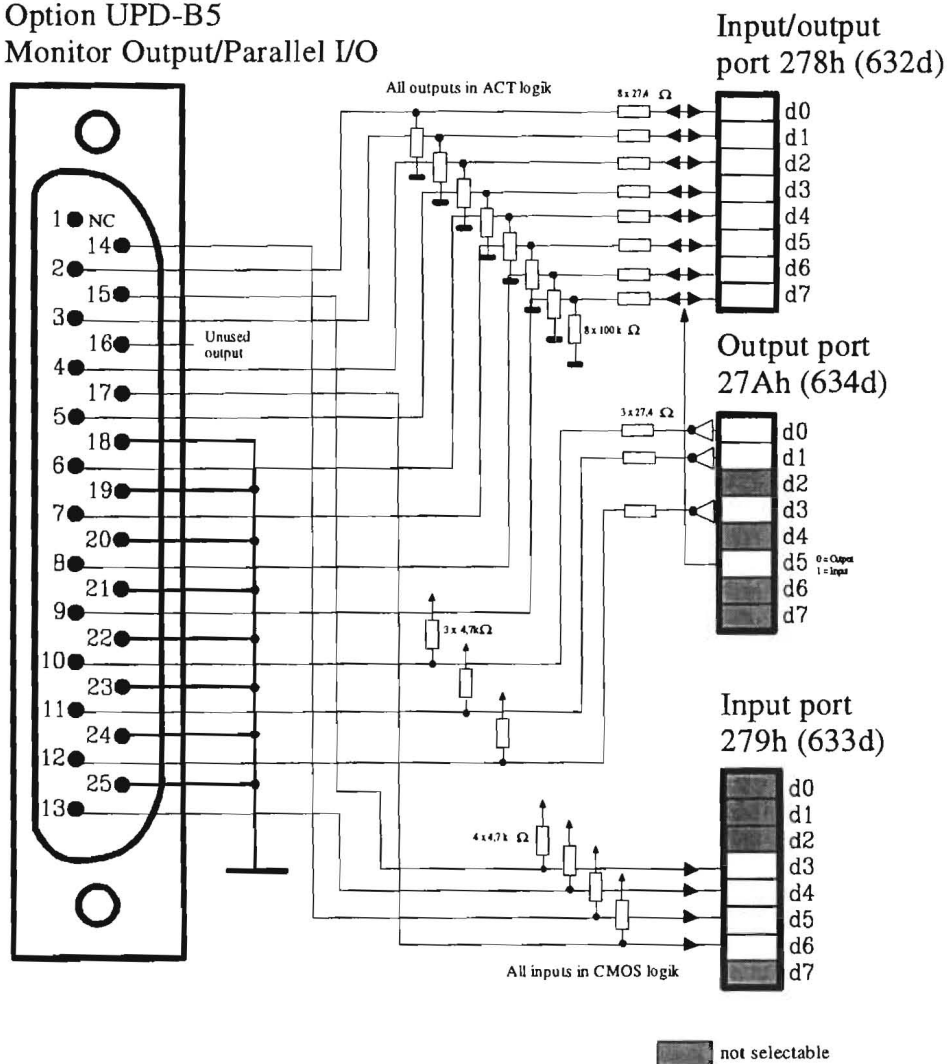 Option UPD-B5
Monitor Output/Parallel I/O
Input/output
port 278h (632d)
All outputs in ACT logik
8 x 27,4 Ω
d0
d1
d2
d3
d4
d5
d6
d7
8 x 100 k Ω
1 NC
14
2
15
3
16
Unused
output
4
17
5
18
6
19
7
20
8
21
9
22
10
23
11
24
12
25
13
Output port
27Ah (634d)
3 x 27,4 Ω
d0
d1
d2
d3
d4
d5 0 = Output
1 = Input
d6
d7
3 x 4,7kΩ
Input port
279h (633d)
4 x 4,7 k Ω
d0
d1
d2
d3
d4
d5
d6
d7
All inputs in CMOS logik
not selectable